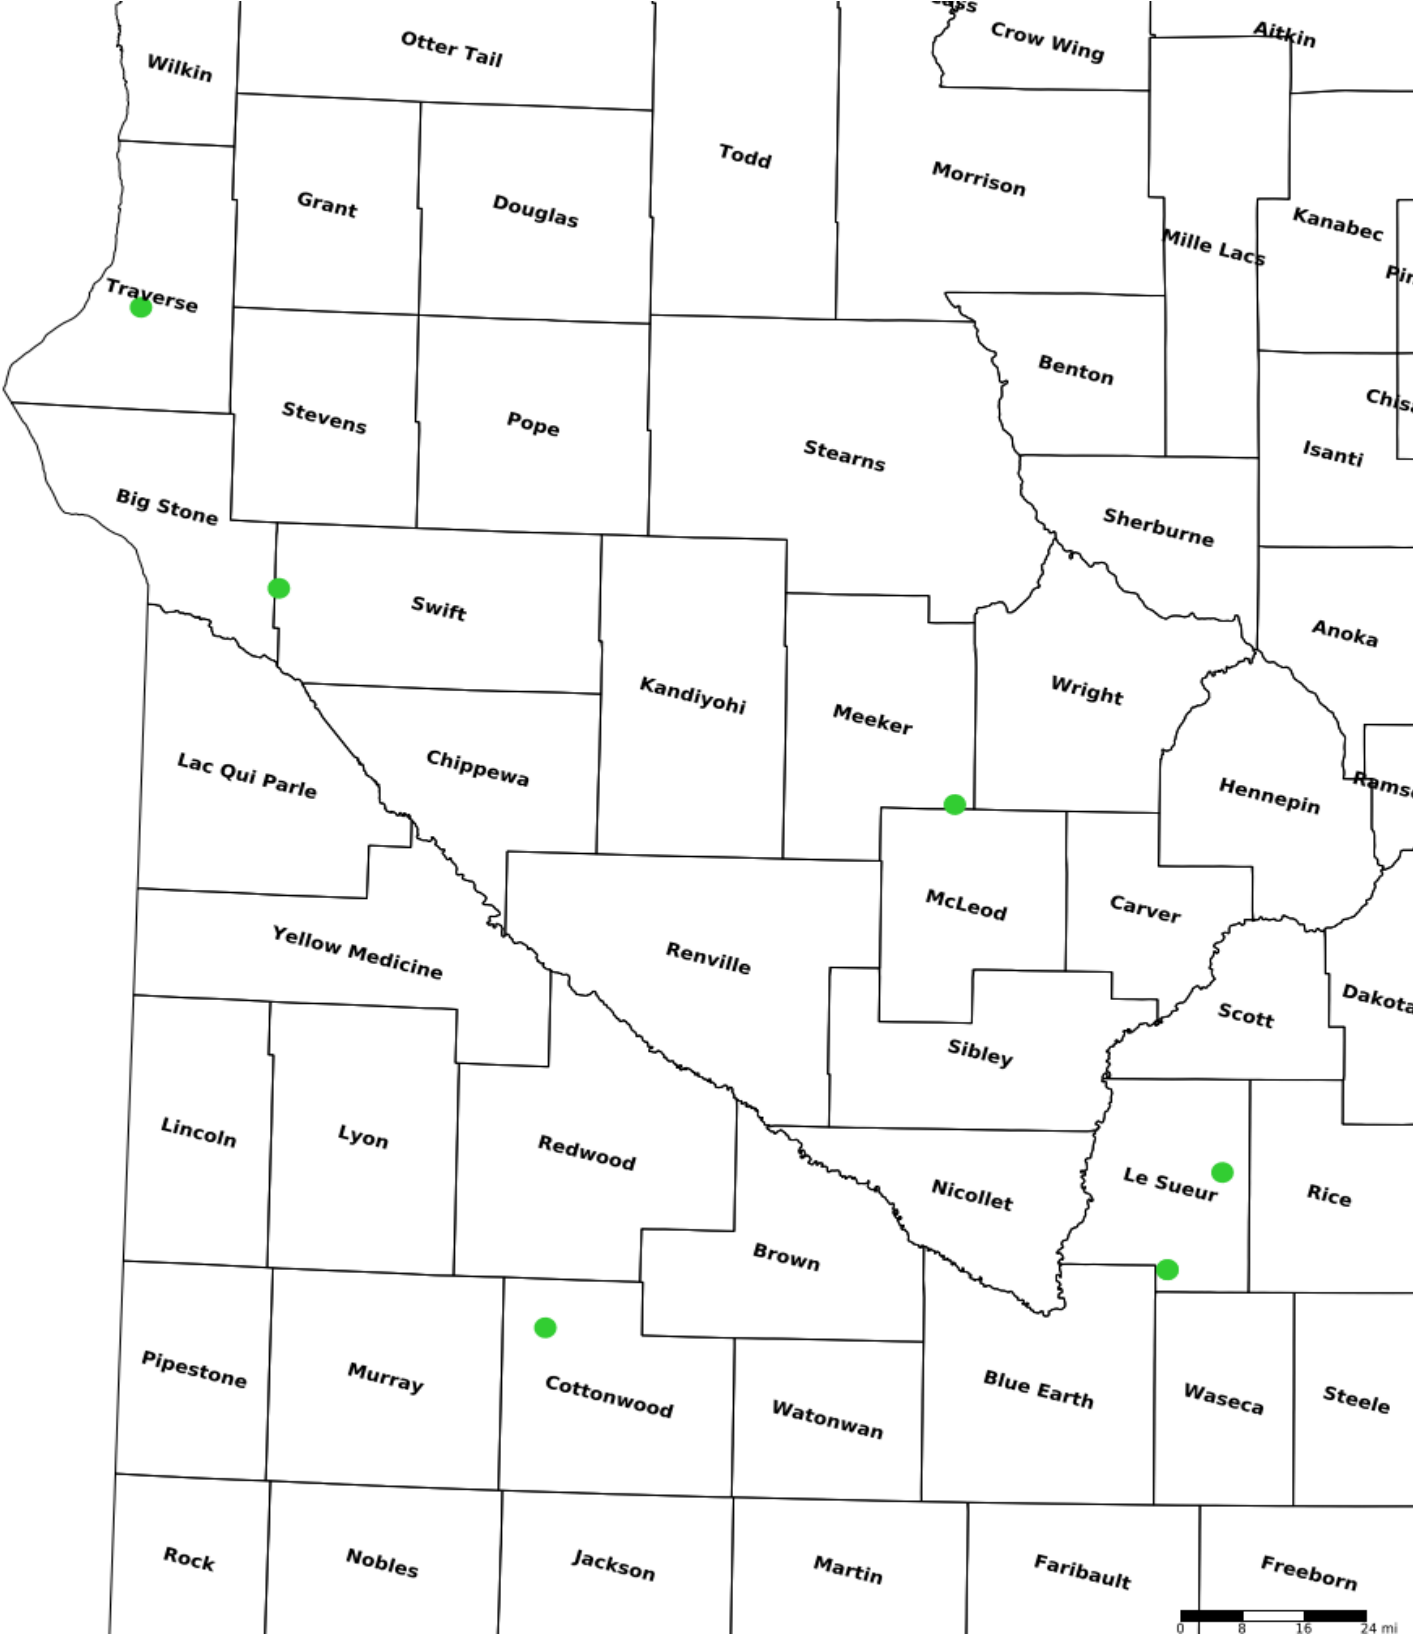 Crow Wing
Aitkin
Otter Tail
Wilkin
Todd
Morrison
Grant
Douglas
Kanabec
Mille Lacs
Traverse
Benton
Stevens
Pope
Stearns
Isanti
Big Stone
Sherburne
Swift
Anoka
Kandiyohi
Wright
Meeker
Lac Qui Parle
Chippewa
Hennepin
McLeod
Carver
Yellow Medicine
Renville
Dakota
Scott
Sibley
Lincoln
Lyon
Redwood
Le Sueur
Nicollet
Rice
Brown
Pipestone
Murray
Cottonwood
Blue Earth
Waseca
Steele
Watonwan
Rock
Nobles
Jackson
Martin
Faribault
Freeborn
0 8 16 24 mi